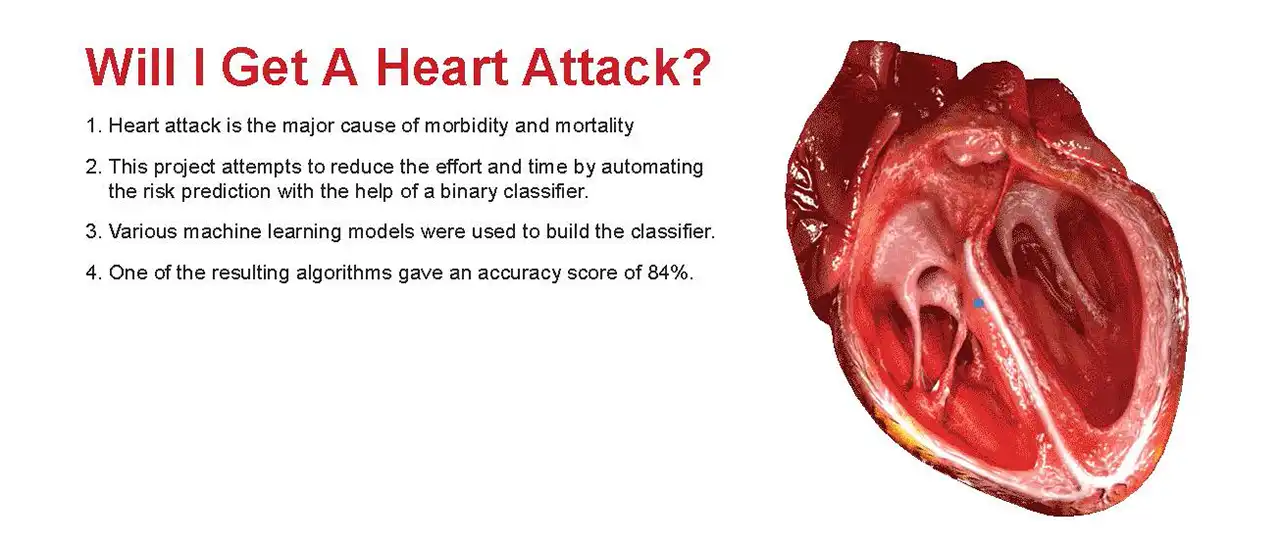 Will I Get A Heart Attack?
1. Heart attack is the major cause of morbidity and mortality
2. This project attempts to reduce the effort and time by automating
the risk prediction with the help of a binary classifier.
3. Various machine learning models were used to build the classifier.
4. One of the resulting algorithms gave an accuracy score of 84%.